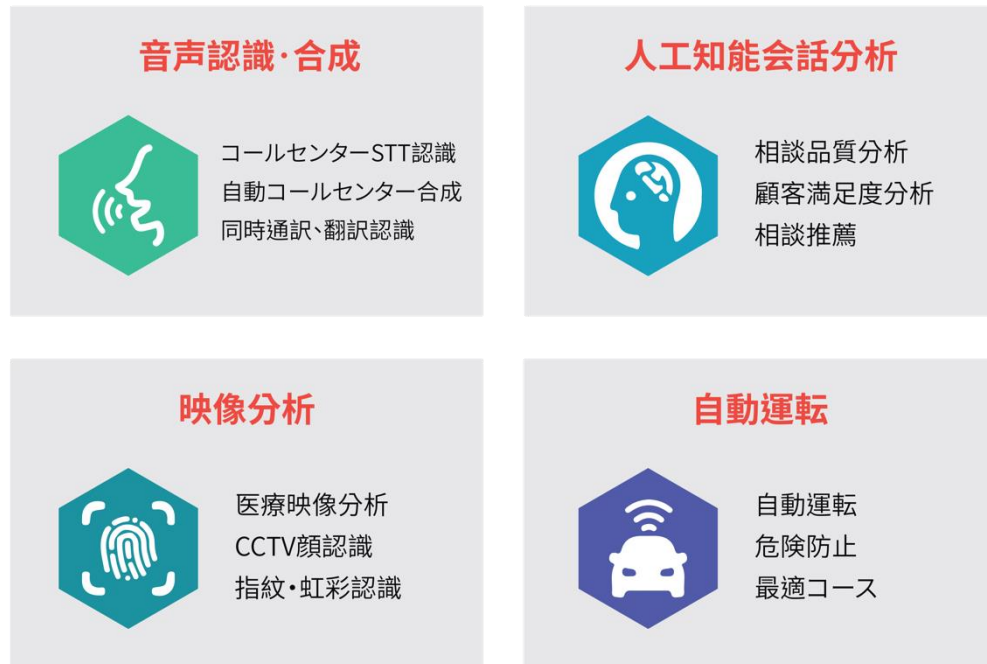 音声認識·合成
コールセンターSTT認識
自動コールセンター合成
同時通訳、翻訳認識
人工知能会話分析
相談品質分析
顧客満足度分析
相談推薦
映像分析
医療映像分析
CCTV顔認識
指紋・虹彩認識
自動運転
自動運転
危険防止
最適コース